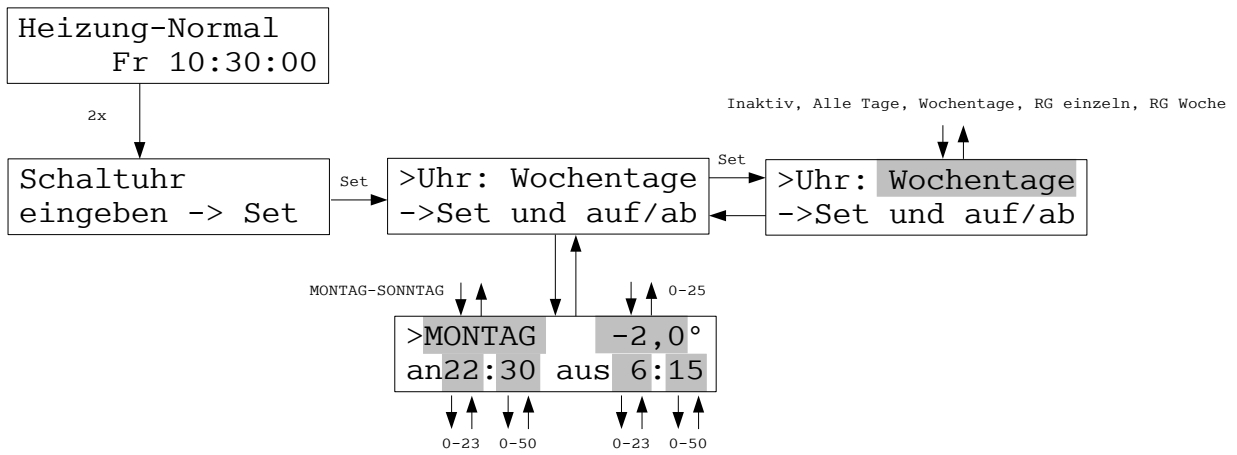 Heizung-Normal
Fr 10:30:00
Inaktiv, Alle Tage, Wochentage, RG einzeln, RG Woche
2x
Schaltuhr
eingeben -> Set
Set
>Uhr: Wochentage
->Set und auf/ab
Set
>Uhr: Wochentage
->Set und auf/ab
MONTAG-SONNTAG
0-25
>MONTAG -2,0°
an22:30 aus 6:15
0-23 0-50 0-23 0-50